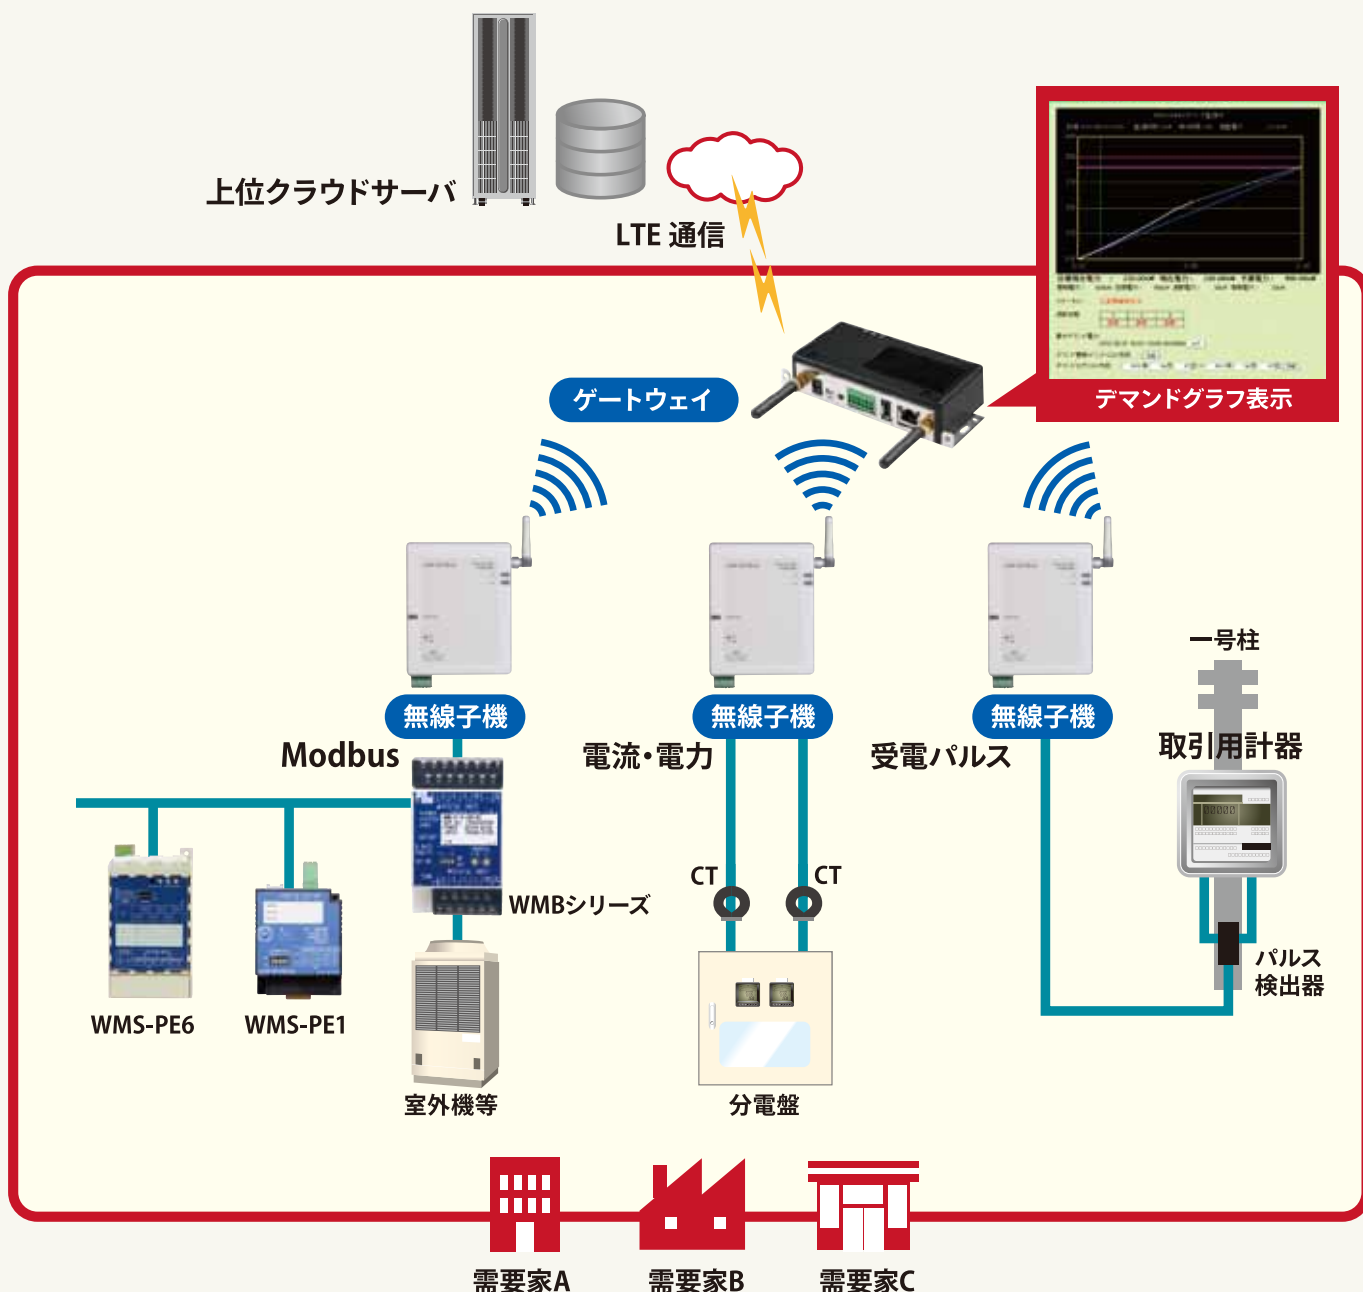 上位クラウドサーバ
LTE 通信
ゲートウェイ
デマンドグラフ表示
無線子機
無線子機
無線子機
一号柱
取引用計器
Modbus
電流・電力
受電パルス
CT
CT
WMBシリーズ
パルス
検出器
WMS-PE6
WMS-PE1
室外機等
分電盤
需要家A
需要家B
需要家C